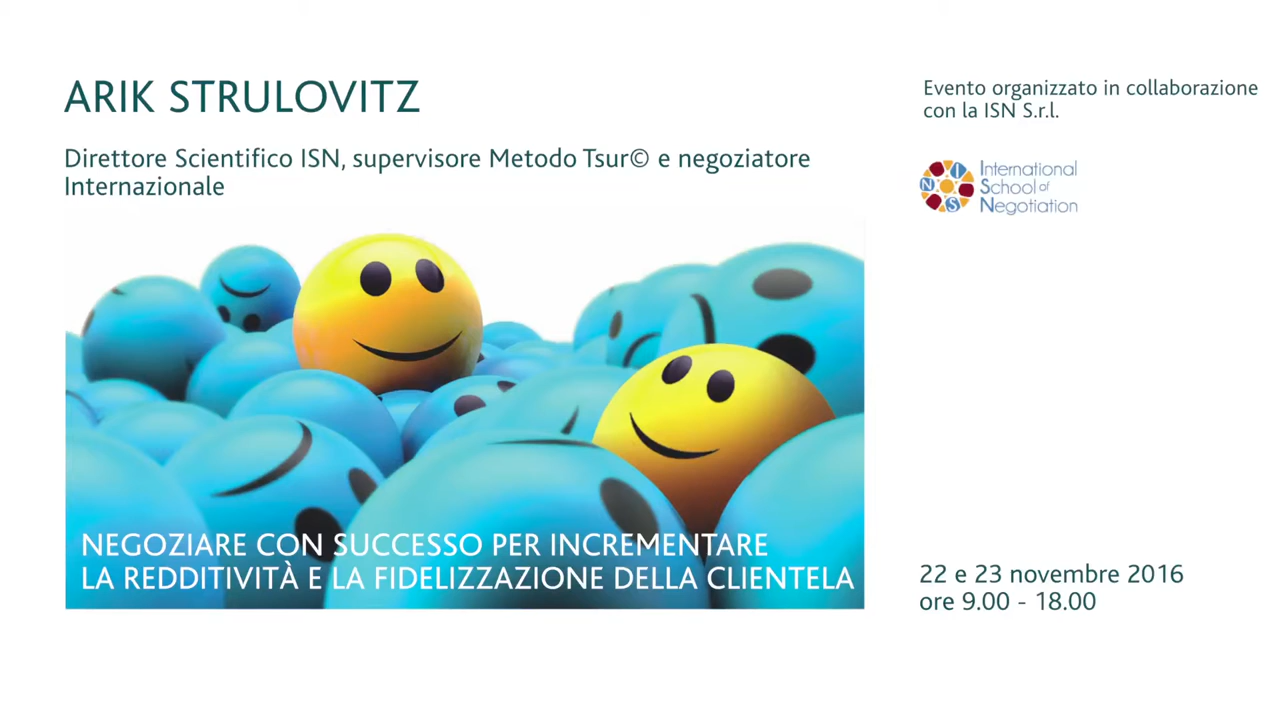 ARIK STRULOVITZ
Direttore Scientifico ISN, supervisore Metodo Tsur© e negoziatore
Internazionale
Evento organizzato in collaborazione
con la ISN S.r.l.
N I S
International
School of
Negotiation
NEGOZIARE CON SUCCESSO PER INCREMENTARE
LA REDDITIVITÀ E LA FIDELIZZAZIONE DELLA CLIENTELA
22 e 23 novembre 2016
ore 9.00 - 18.00